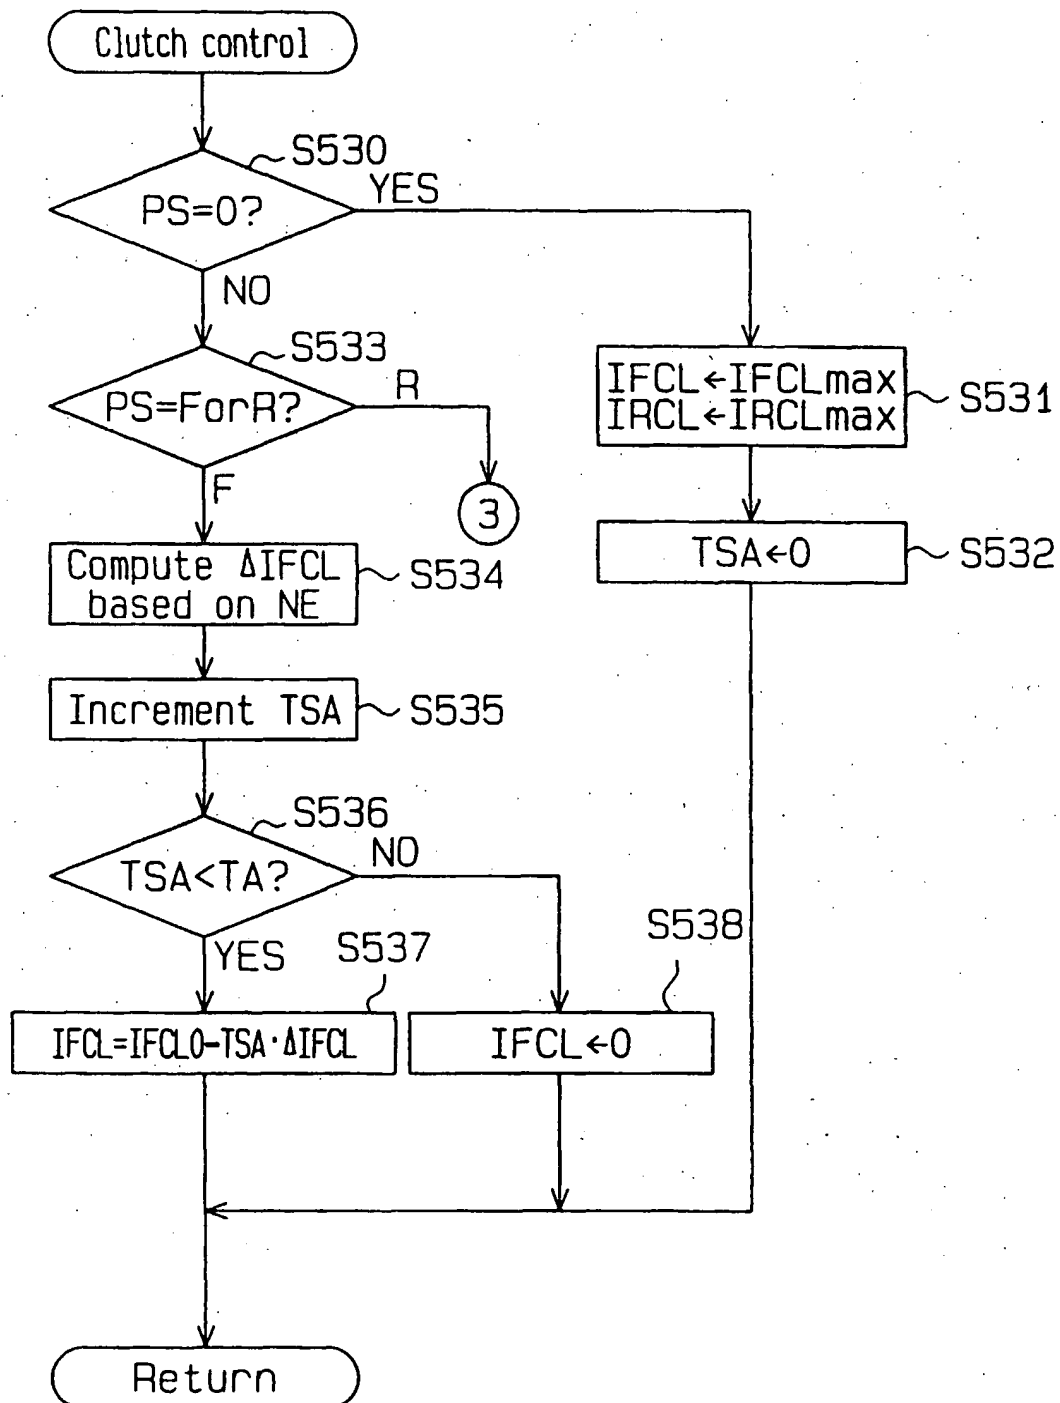 Clutch control
S530
PS=0?
YES
NO
S533
PS=ForR?
R
F
3
IFCL←IFCLmax
IRCL←IRCLmax
S531
TSA←0
S532
Compute ΔIFCL
based on NE
S534
Increment TSA
S535
S536
TSA<TA?
NO
YES
S537
S538
IFCL=IFCL0-TSA·ΔIFCL
IFCL←0
Return